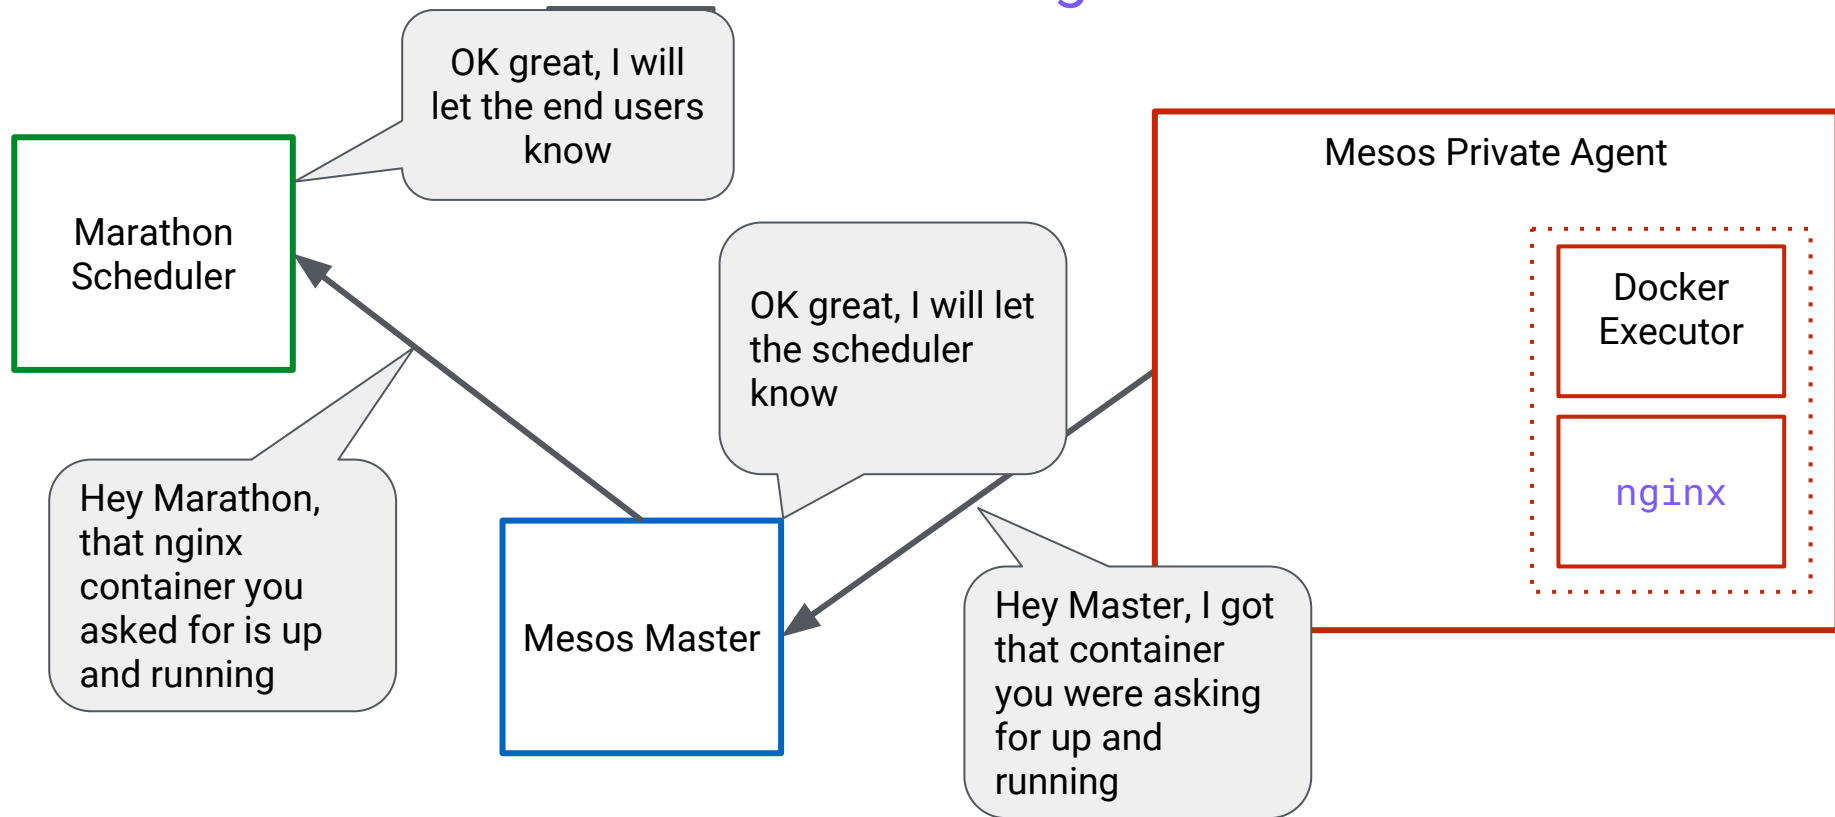 OK great, I will
let the end users
know
Mesos Private Agent
Marathon
Scheduler
OK great, I will let
the scheduler
know
Docker
Executor
nginx
Hey Marathon,
that nginx
container you
asked for is up
and running
Mesos Master
Hey Master, I got
that container
you were asking
for up and
running